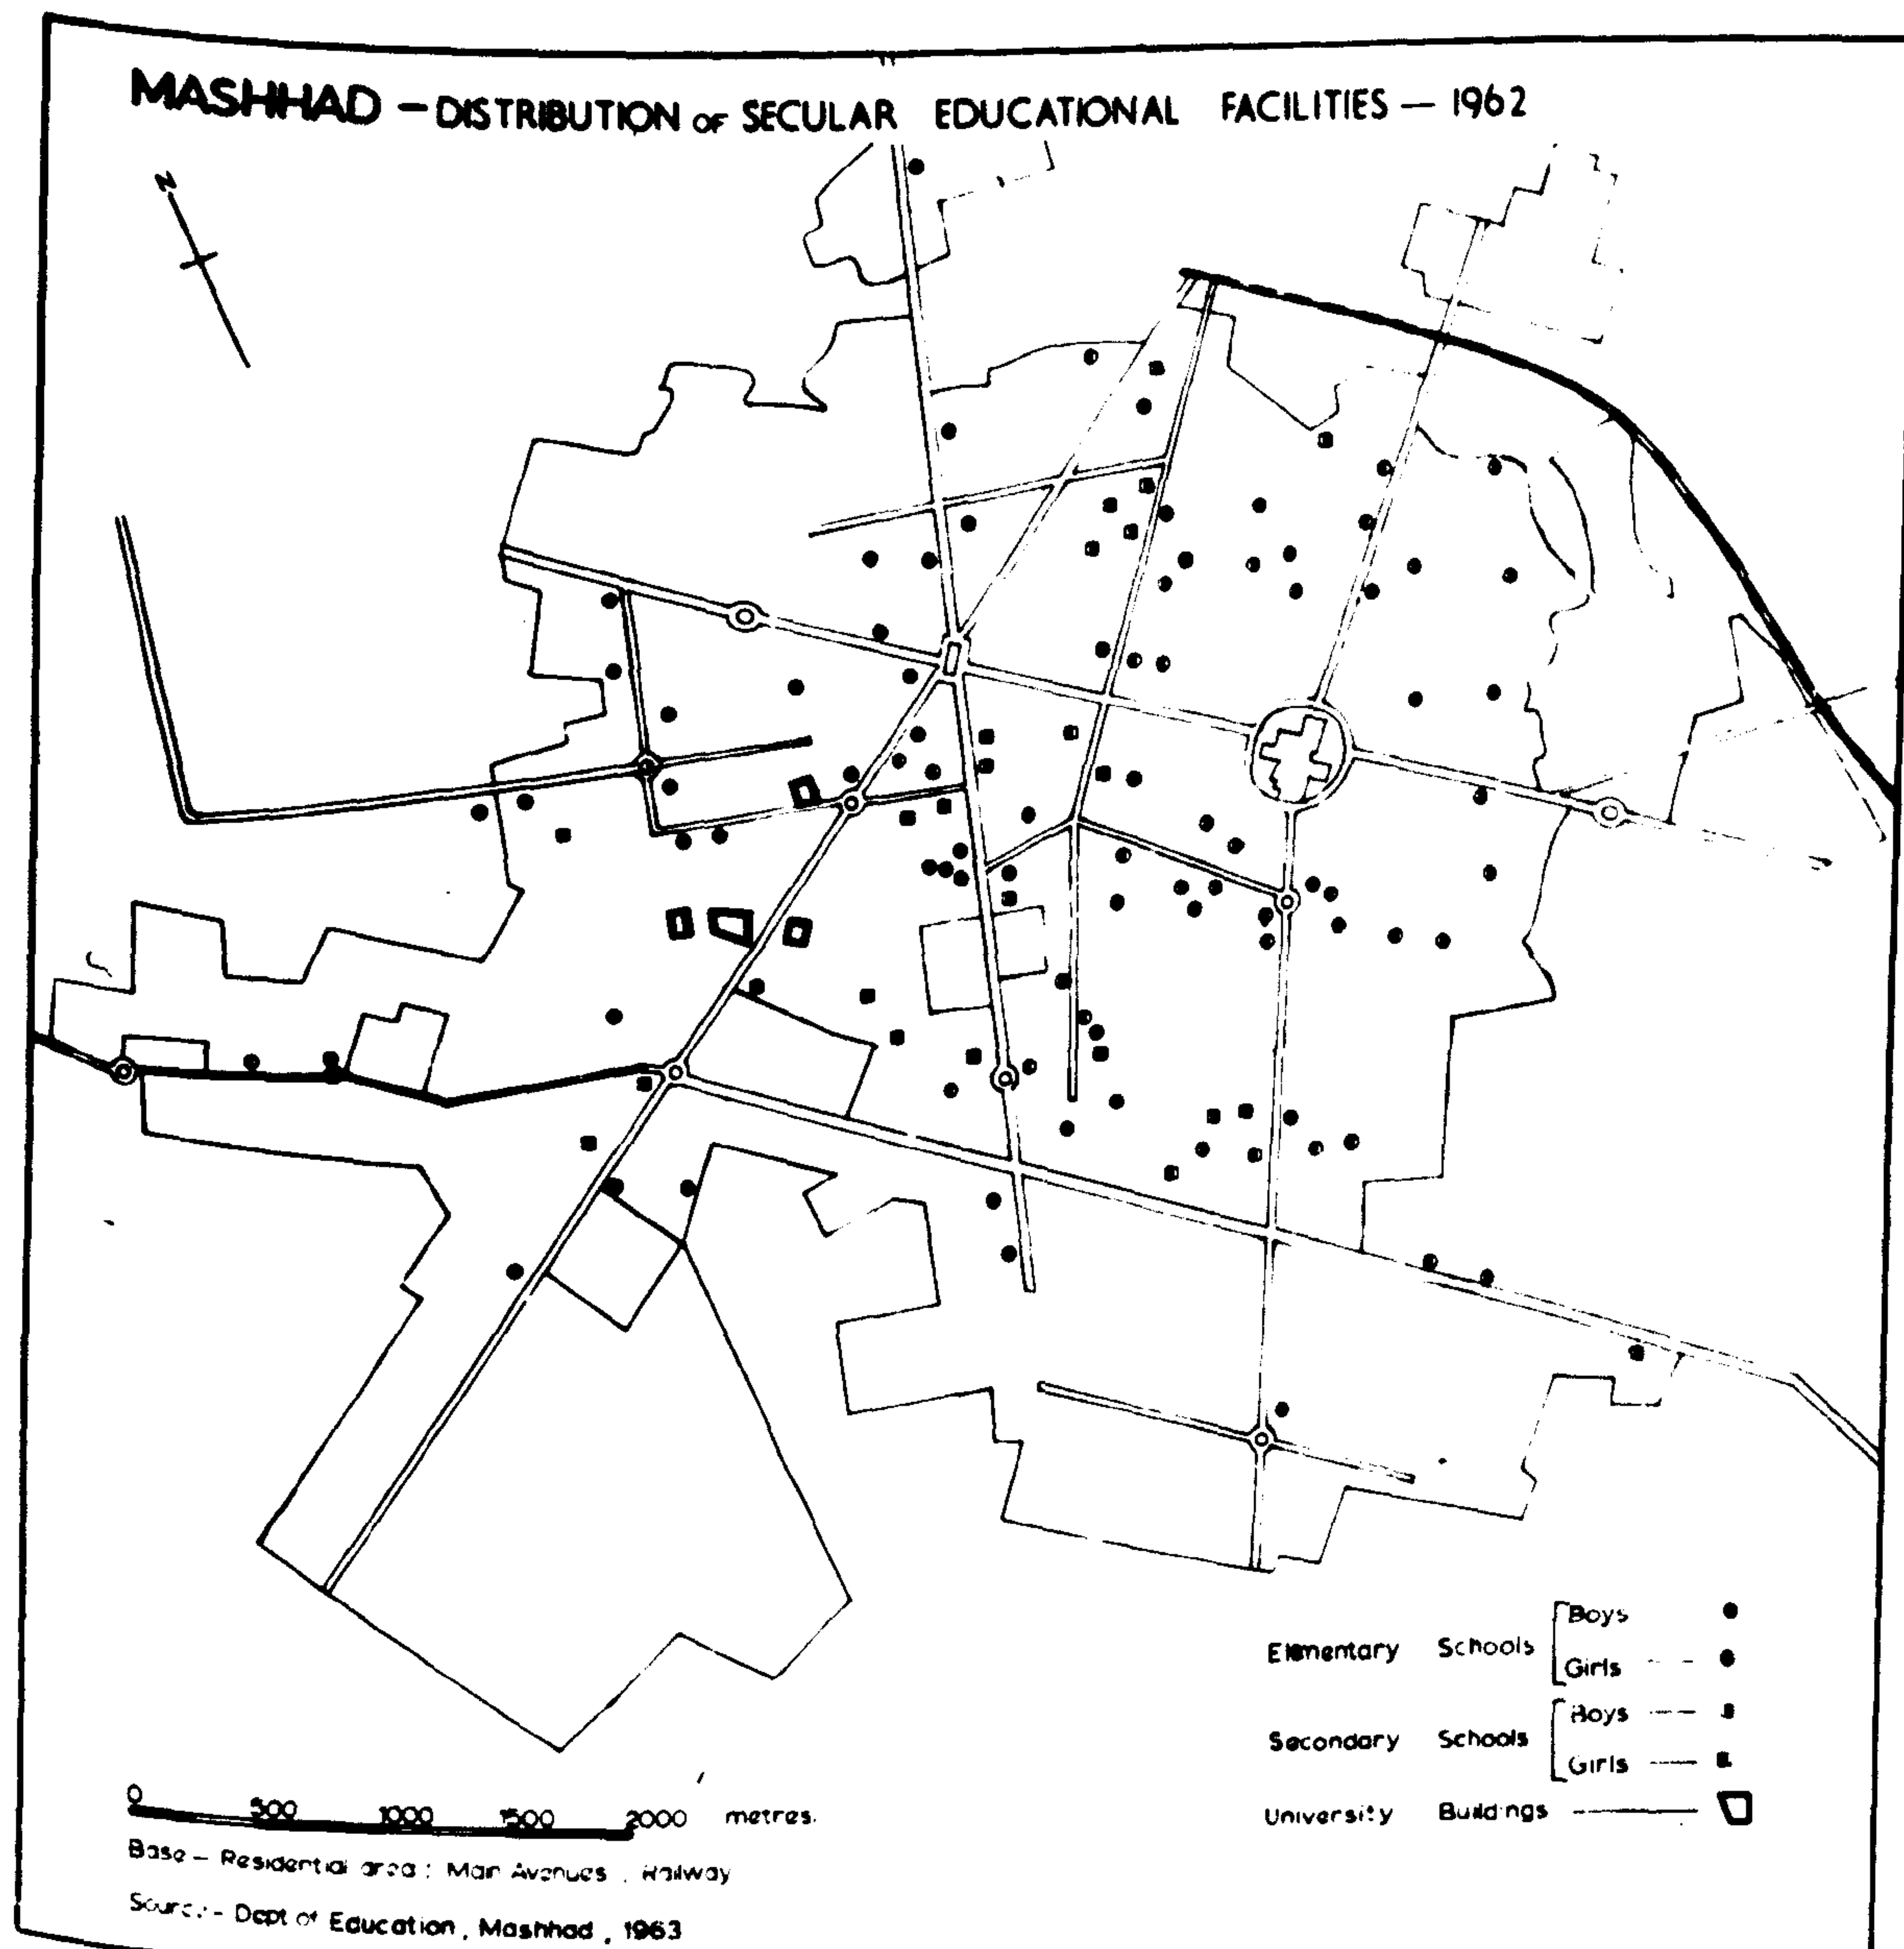 MASHHAD – DISTRIBUTION OF SECULAR EDUCATIONAL FACILITIES — 1962
N
Elementary Schools
Boys
Girls
Secondary Schools
Boys
Girls
University Buildings
0 500 1000 1500 2000 metres.
Base – Residential area ; Main Avenues , Railway
Source – Dept of Education , Mashhad , 1963